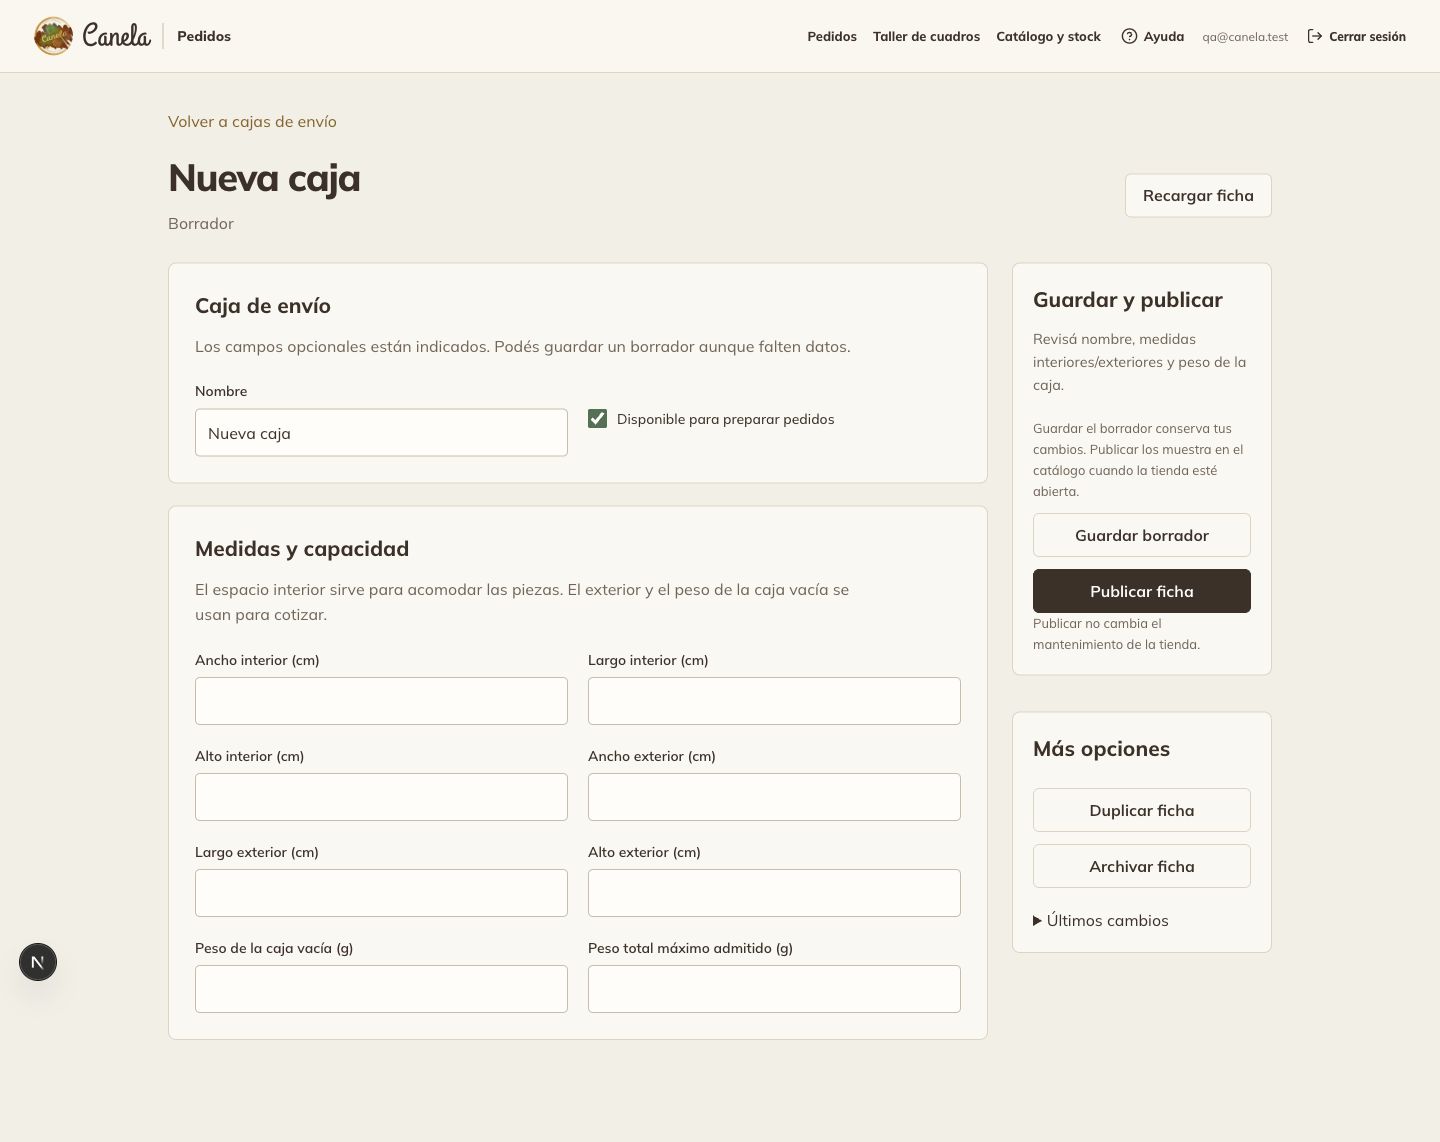 Canela
Pedidos
Pedidos
Taller de cuadros
Catálogo y stock
Ayuda
qa@canela.test
Cerrar sesión
Volver a cajas de envío
Nueva caja
Borrador
Recargar ficha
Caja de envío
Los campos opcionales están indicados. Podés guardar un borrador aunque falten datos.
Nombre
Nueva caja
Disponible para preparar pedidos
Medidas y capacidad
El espacio interior sirve para acomodar las piezas. El exterior y el peso de la caja vacía se
usan para cotizar.
Ancho interior (cm)
Largo interior (cm)
Alto interior (cm)
Ancho exterior (cm)
Largo exterior (cm)
Alto exterior (cm)
Peso de la caja vacía (g)
Peso total máximo admitido (g)
Guardar y publicar
Revisá nombre, medidas
interiores/exteriores y peso de la
caja.
Guardar el borrador conserva tus
cambios. Publicar los muestra en el
catálogo cuando la tienda esté
abierta.
Guardar borrador
Publicar ficha
Publicar no cambia el
mantenimiento de la tienda.
Más opciones
Duplicar ficha
Archivar ficha
Últimos cambios
N